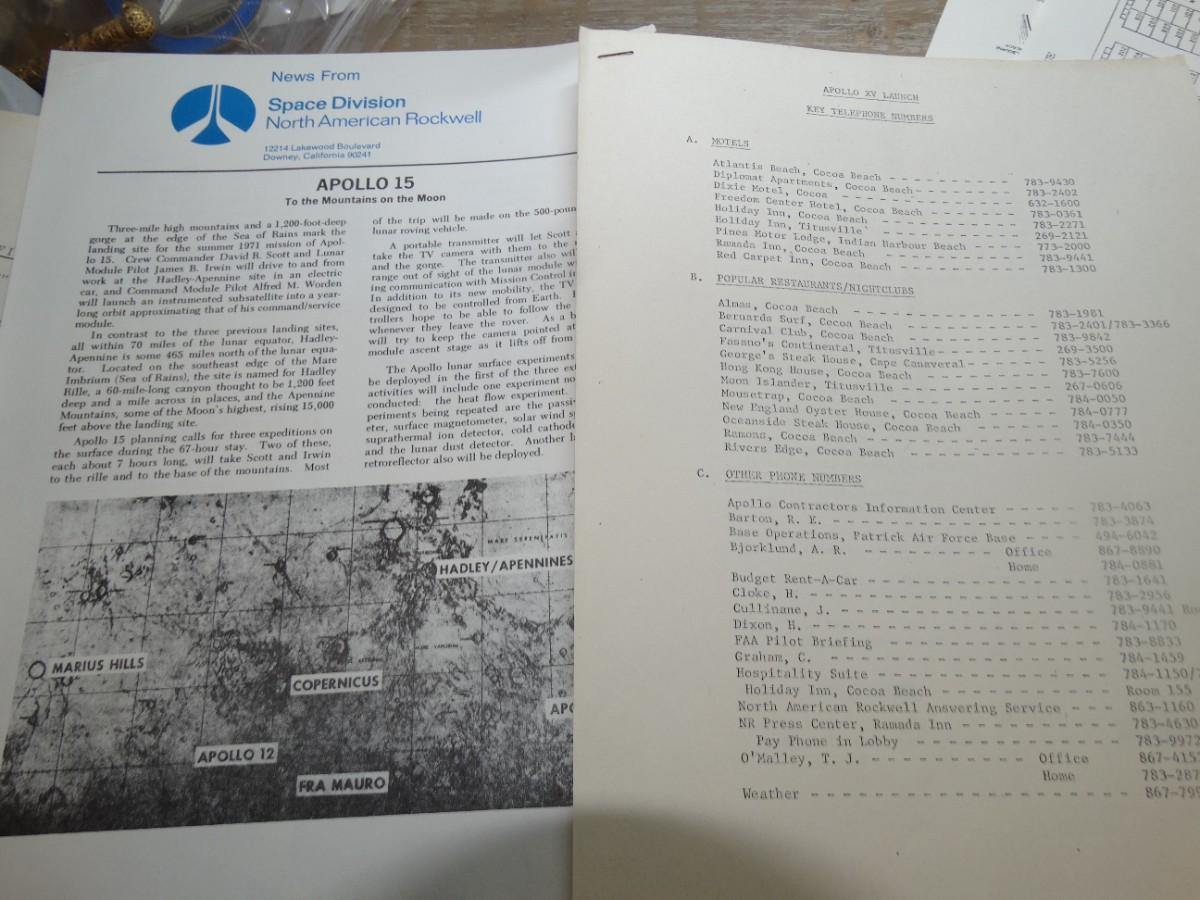 News From
Space Division
North American Rockwell
12214 Lakewood Boulevard
Downey, California 90241
APOLLO 15
To the Mountains on the Moon
Three-mile high mountains and a 1,200-foot-deep
gorge at the edge of the Sea of Rains mark the
landing site for the summer 1971 mission of Apol-
lo 15. Crew Commander David R. Scott and Lunar
Module Pilot James B. Irwin will drive to and from
work at the Hadley-Apennine site in an electric
car, and Command Module Pilot Alfred M. Worden
will launch an instrumented subsatellite into a year-
long orbit approximating that of his command/service
module.
In contrast to the three previous landing sites,
all within 70 miles of the lunar equator, Hadley-
Apennine is some 465 miles north of the lunar equa-
tor. Located on the southeast edge of the Mare
Imbrium (Sea of Rains), the site is named for Hadley
Rille, a 60-mile-long canyon thought to be 1,200 feet
deep and a mile across in places, and the Apennine
Mountains, some of the Moon's highest, rising 15,000
feet above the landing site.
Apollo 15 planning calls for three expeditions on
the surface during the 67-hour stay. Two of these,
each about 7 hours long, will take Scott and Irwin
to the rille and to the base of the mountains. Most
of the trip will be made on the 500-poun
lunar roving vehicle.
A portable transmitter will let Scott
take the TV camera with them to the
and the gorge. The transmitter also wil
range out of sight of the lunar module w
ing communication with Mission Control i
In addition to its new mobility, the TV
designed to be controlled from Earth.
trollers hope to be able to follow the
whenever they leave the rover. As a b
will try to keep the camera pointed at
module ascent stage as it lifts off from
The Apollo lunar surface experiments
be deployed in the first of the three ex
activities will include one experiment no
conducted: the heat flow experiment.
periments being repeated are the passi
eter, surface magnetometer, solar wind s
suprathermal ion detector, cold cathode
and the lunar dust detector. Another l
retroreflector also will be deployed.
MARE SERENITATIS
HADLEY/APENNINES
MARIUS HILLS
COPERNICUS
APO
APOLLO 12
FRA MAURO
APOLLO XV LAUNCH
KEY TELEPHONE NUMBERS
A. MOTELS
Atlantis Beach, Cocoa Beach - - - - - - - - - - 783-9430
Diplomat Apartments, Cocoa Beach - - - - - - - 783-2402
Dixie Motel, Cocoa - - - - - - - - - - - - - - 632-1600
Freedom Center Hotel, Cocoa Beach - - - - - - - 783-0361
Holiday Inn, Cocoa Beach - - - - - - - - - - - 783-2271
Holiday Inn, Titusville - - - - - - - - - - - - 269-2121
Pines Motor Lodge, Indian Harbour Beach - - - - 773-2000
Ramada Inn, Cocoa Beach - - - - - - - - - - - - 783-9441
Red Carpet Inn, Cocoa Beach - - - - - - - - - - 783-1300
B. POPULAR RESTAURANTS/NIGHTCLUBS
Almas, Cocoa Beach - - - - - - - - - - - - - - 783-1981
Bernards Surf, Cocoa Beach - - - - - - - - - - 783-2401/783-3366
Carnival Club, Cocoa Beach - - - - - - - - - - 783-9842
Fasano's Continental, Titusville - - - - - - - 269-3500
George's Steak House, Cape Canaveral - - - - - 783-5256
Hong Kong House, Cocoa Beach - - - - - - - - - 783-7600
Moon Islander, Titusville - - - - - - - - - - - 267-0606
Mousetrap, Cocoa Beach - - - - - - - - - - - - 784-0050
New England Oyster House, Cocoa Beach - - - - - 784-0777
Oceanside Steak House, Cocoa Beach - - - - - - 784-0350
Ramons, Cocoa Beach - - - - - - - - - - - - - - 783-7444
Rivers Edge, Cocoa Beach - - - - - - - - - - - 783-5133
C. OTHER PHONE NUMBERS
Apollo Contractors Information Center - - - - - 783-4063
Barton, R. E. - - - - - - - - - - - - - - - - - 783-3874
Base Operations, Patrick Air Force Base - - - - 494-6042
Bjorklund, A. R. - - - - - - - - Office 867-8890
Home 784-0881
Budget Rent-A-Car - - - - - - - - - - - - - - - 783-1641
Cloke, H. - - - - - - - - - - - - - - - - - - - 783-2956
Cullinane, J. - - - - - - - - - - - - - - - - - 783-9441
Dixon, H. - - - - - - - - - - - - - - - - - - - 784-1170
FAA Pilot Briefing - - - - - - - - - - - - - - 783-8833
Graham, C. - - - - - - - - - - - - - - - - - - 784-1459
Hospitality Suite - - - - - - - - - - - - - - - 784-1150/
Holiday Inn, Cocoa Beach - - - - - - - - - - - Room 155
North American Rockwell Answering Service - - - 863-1160
NR Press Center, Ramada Inn - - - - - - - - - - 783-4630
Pay Phone in Lobby - - - - - - - - - - - - - - 783-9972
O'Malley, T. J. - - - - - - - - - Office 867-415
Home 783-287
Weather - - - - - - - - - - - - - - - - - - - - 867-799